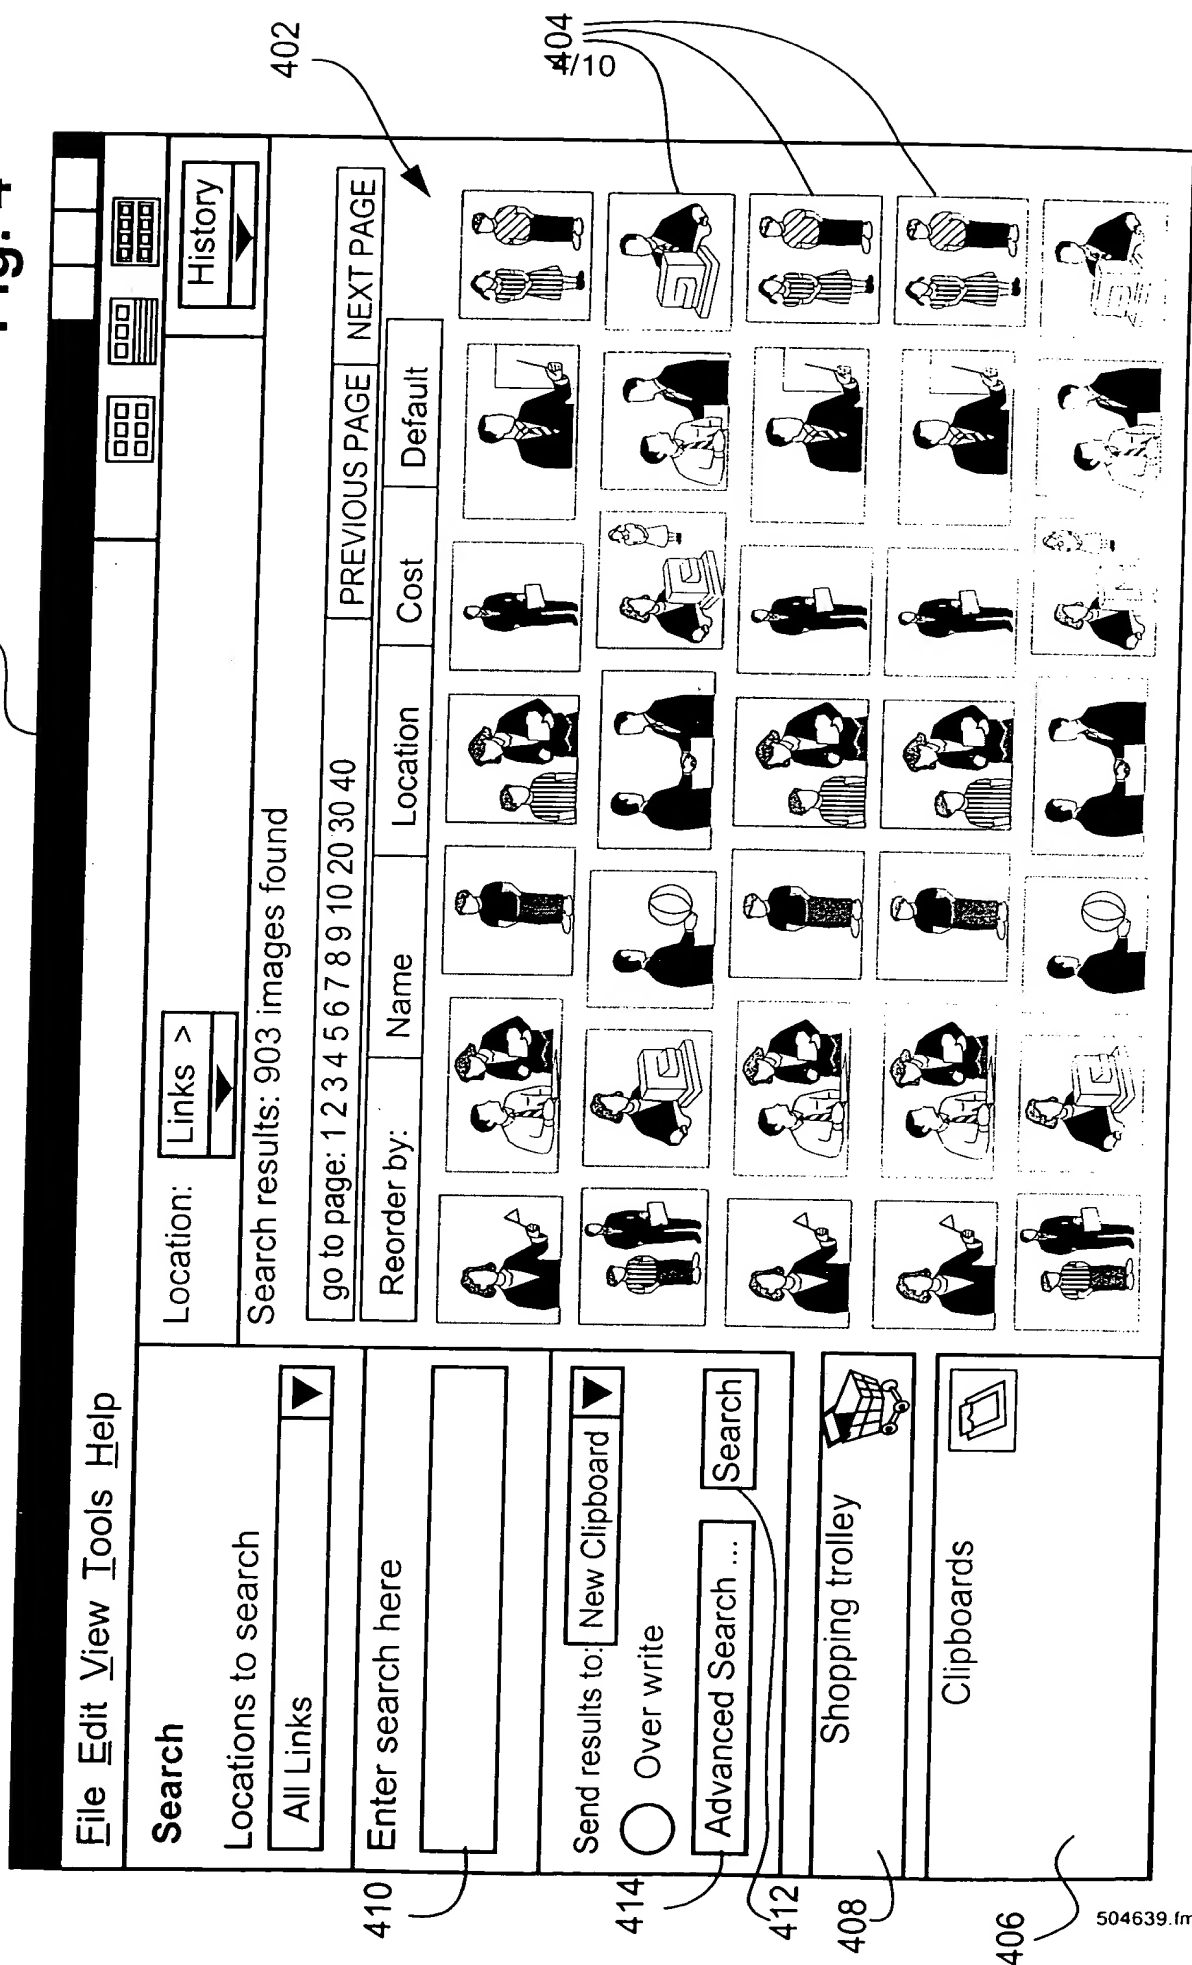 Fig. 4
4/10
File Edit View Tools Help
Search
Locations to search
All Links
Enter search here
Send results to: New Clipboard
Over write
Advanced Search ...
Search
Shopping trolley
Clipboards
Location:
Links >
History
Search results: 903 images found
go to page: 1 2 3 4 5 6 7 8 9 10 20 30 40
PREVIOUS PAGE
NEXT PAGE
Reorder by:
Name
Location
Cost
Default
402
404
410
414
412
408
406
504639.fm